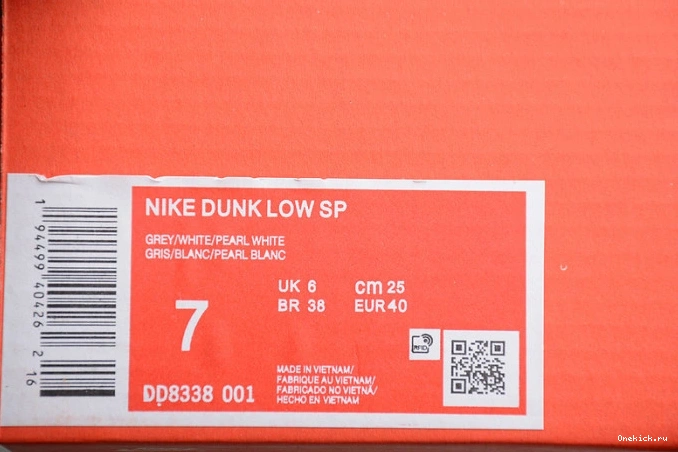 NIKE DUNK LOW SP
GREY/WHITE/PEARL WHITE
GRIS/BLANC/PEARL BLANC
7
UK 6 cm 25
BR 38 EUR 40
RFID
MADE IN VIETNAM/
FABRIQUE AU VIETNAM/
FABRICADO NO VIETNÃ/
HECHO EN VIETNAM
DD8338 001
1 94499 40426 2 16
Onekick.ru